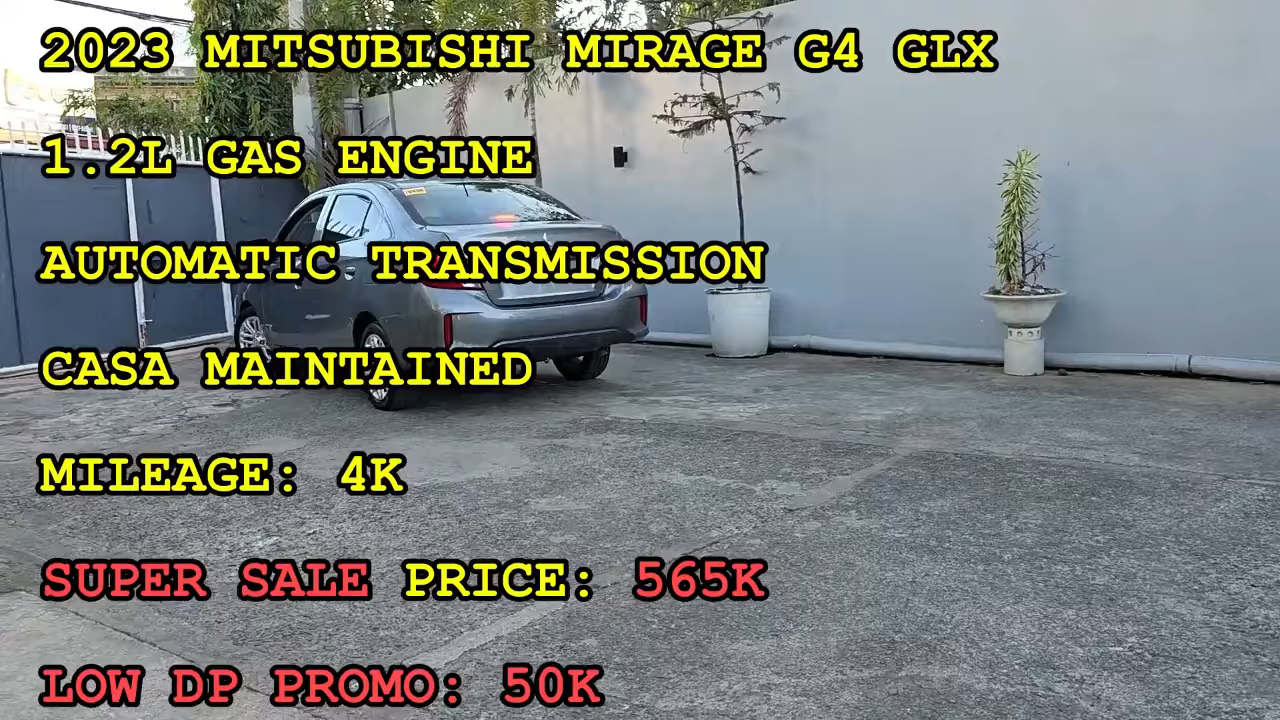 2023 MITSUBISHI MIRAGE G4 GLX
1.2L GAS ENGINE
AUTOMATIC TRANSMISSION
CASA MAINTAINED
MILEAGE: 4K
SUPER SALE PRICE: 565K
LOW DP PROMO: 50K